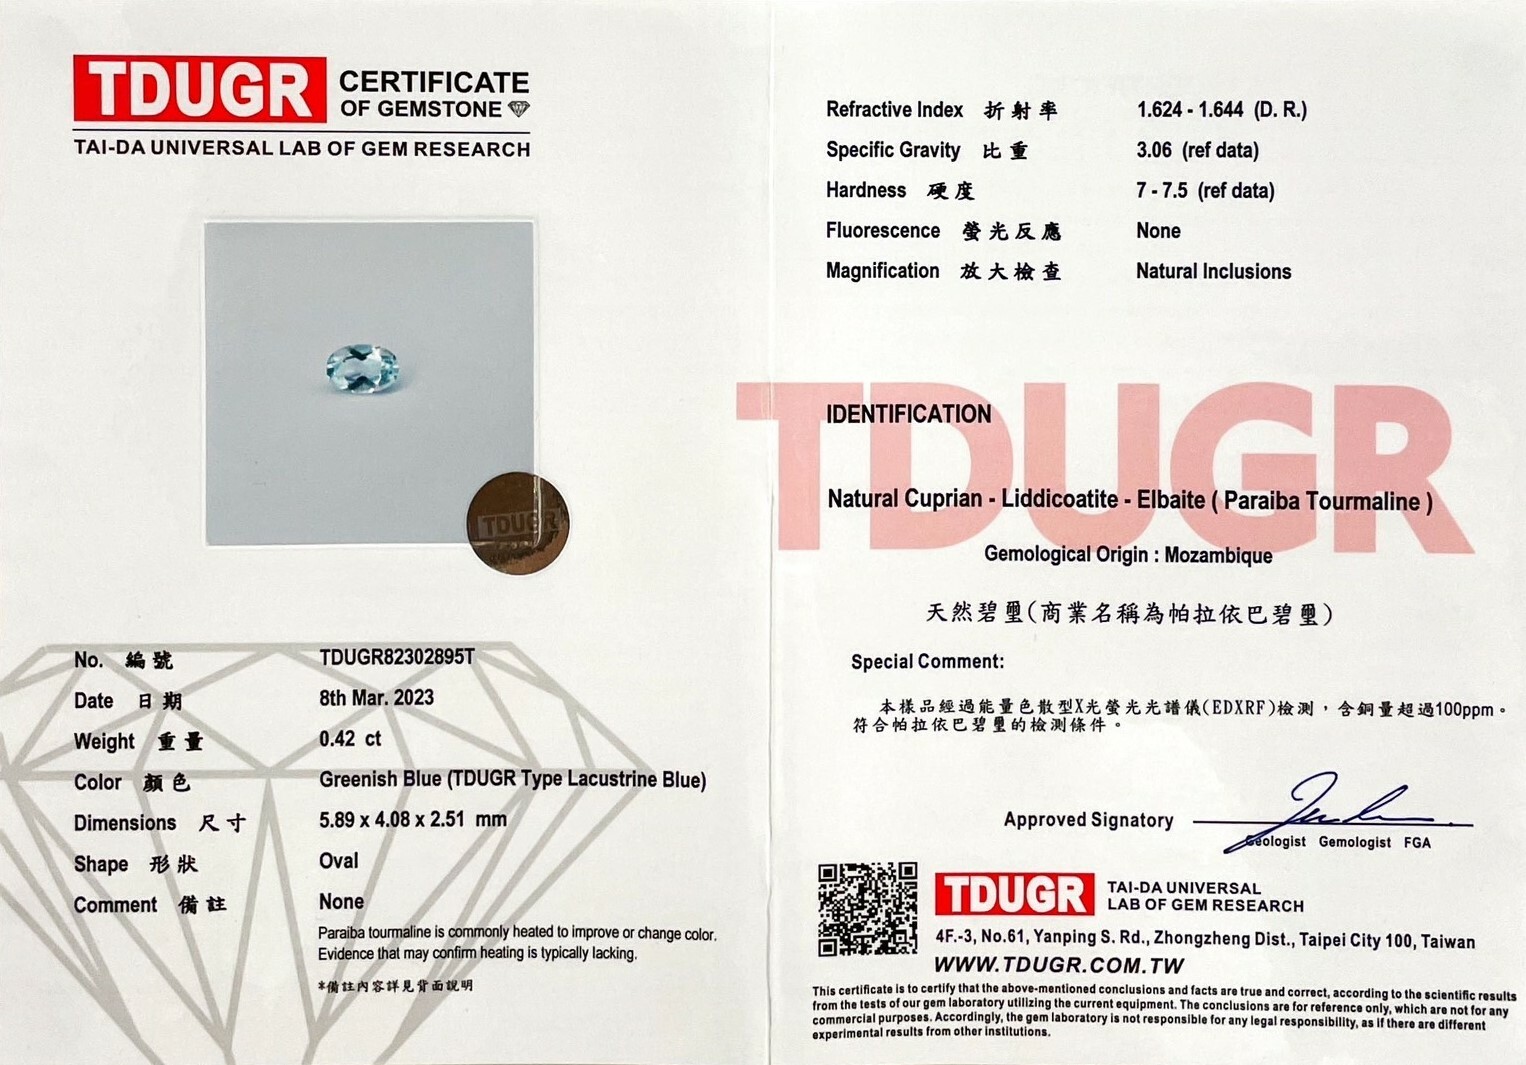 TDUGR CERTIFICATE
OF GEMSTONE
TAI-DA UNIVERSAL LAB OF GEM RESEARCH
TDUGR
No. 編號 TDUGR82302895T
Date 日期 8th Mar. 2023
Weight 重量 0.42 ct
Color 顏色 Greenish Blue (TDUGR Type Lacustrine Blue)
Dimensions 尺寸 5.89 x 4.08 x 2.51 mm
Shape 形狀 Oval
Comment 備註 None
Paraiba tourmaline is commonly heated to improve or change color.
Evidence that may confirm heating is typically lacking.
*備註內容詳見背面說明
Refractive Index 折射率 1.624 - 1.644 (D. R.)
Specific Gravity 比重 3.06 (ref data)
Hardness 硬度 7 - 7.5 (ref data)
Fluorescence 螢光反應 None
Magnification 放大檢查 Natural Inclusions
TDUGR
IDENTIFICATION
Natural Cuprian - Liddicoatite - Elbaite ( Paraiba Tourmaline )
Gemological Origin : Mozambique
天然碧璽(商業名稱為帕拉依巴碧璽)
Special Comment:
本樣品經過能量色散型X光螢光光譜儀(EDXRF)檢測，含銅量超過100ppm。
符合帕拉依巴碧璽的檢測條件。
Approved Signatory
Geologist Gemologist FGA
TDUGR TAI-DA UNIVERSAL
LAB OF GEM RESEARCH
4F.-3, No.61, Yanping S. Rd., Zhongzheng Dist., Taipei City 100, Taiwan
WWW.TDUGR.COM.TW
This certificate is to certify that the above-mentioned conclusions and facts are true and correct, according to the scientific results
from the tests of our gem laboratory utilizing the current equipment. The conclusions are for reference only, which are not for any
commercial purposes. Accordingly, the gem laboratory is not responsible for any legal responsibility, as if there are different
experimental results from other institutions.